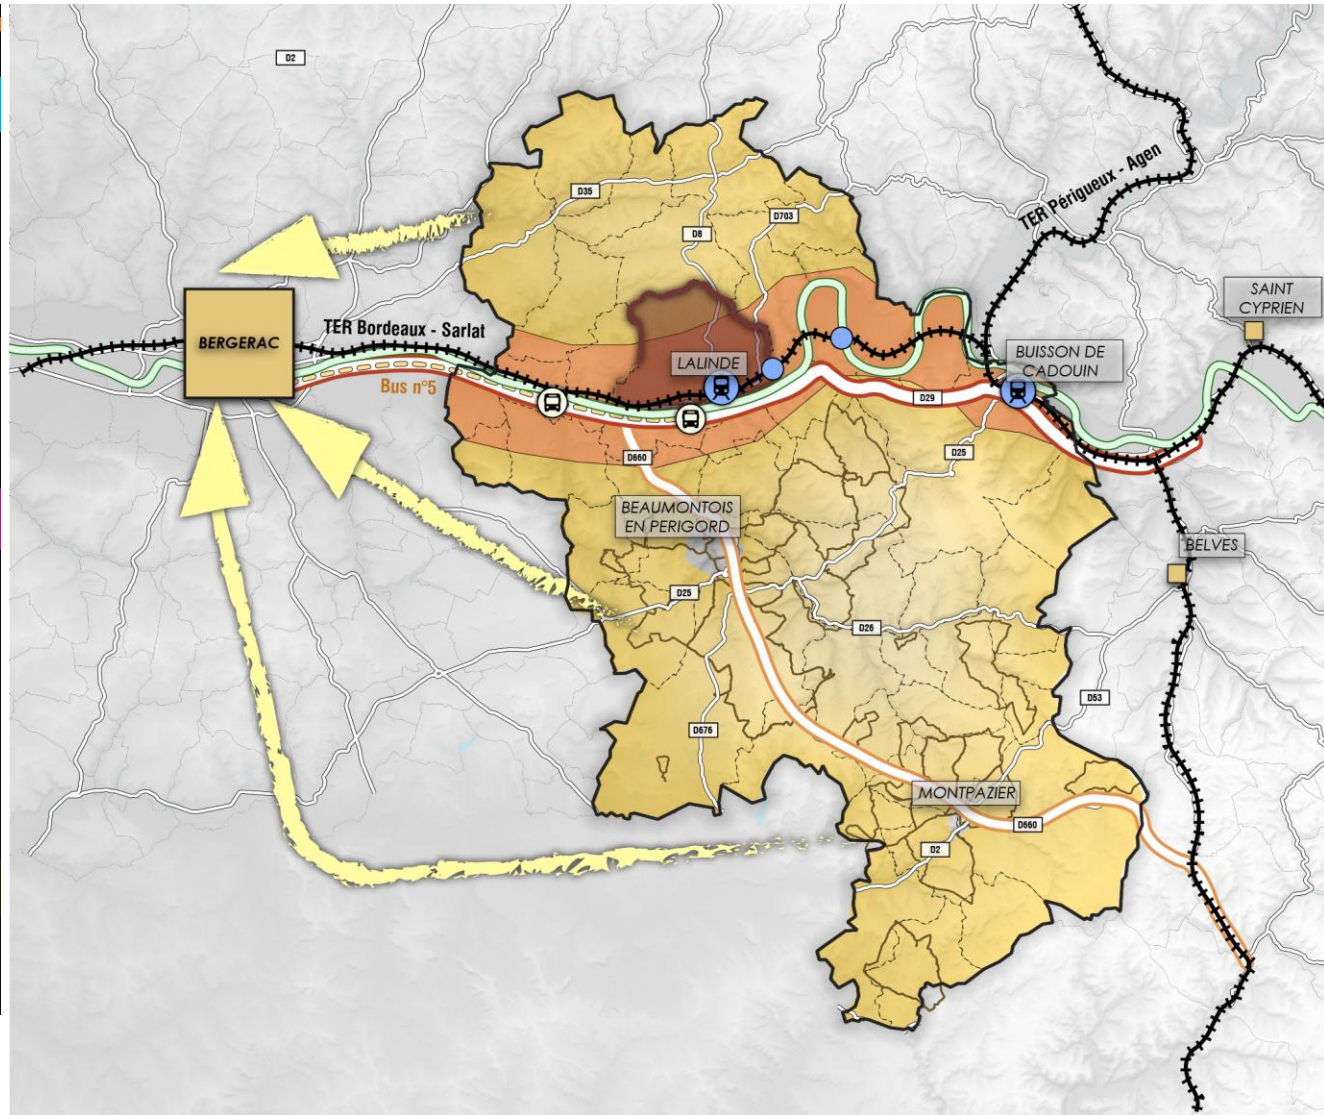 D2
TER Périgueux - Agen
D35
D703
D8
SAINT
CYPRIEN
TER Bordeaux - Sarlat
BERGERAC
LALINDE
BUISSON DE
CADOUIN
Bus n°5
D29
D660
D25
BEAUMONTOIS
EN PERIGORD
BELVES
D25
D26
D53
D676
MONTPAZIER
D660
D2